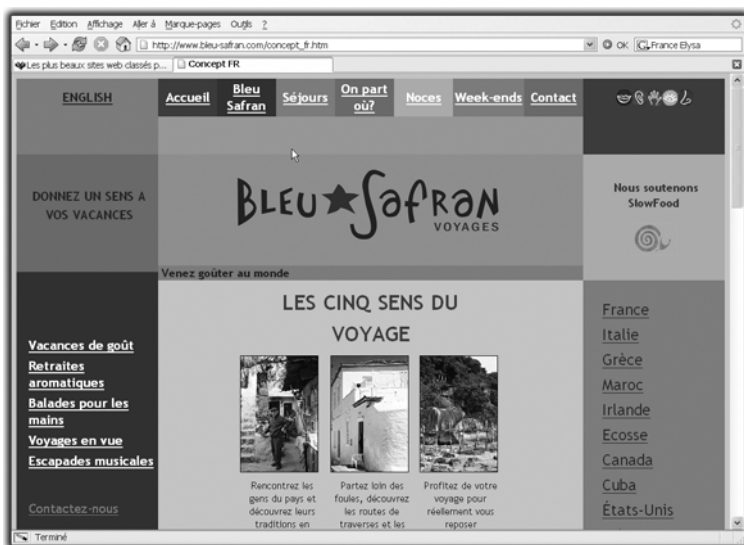 Fichier Edition Affichage Aller à Marque-pages Outils ?
http://www.bleu-safran.com/concept_fr.htm OK France Elysa
Les plus beaux sites web classés p... Concept FR
ENGLISH
Accueil Bleu Safran Séjours On part où? Noces Week-ends Contact
DONNEZ UN SENS A
VOS VACANCES
BLEU Safran
VOYAGES
Nous soutenons
SlowFood
Venez goûter au monde
LES CINQ SENS DU
VOYAGE
Vacances de goût
Retraites
aromatiques
Balades pour les
mains
Voyages en vue
Escapades musicales
Contactez-nous
Rencontrez les
gens du pays et
découvrez leurs
traditions en
Partez loin des
foules, découvrez
les routes de
traverses et les
Profitez de votre
voyage pour
réellement vous
reposer
France
Italie
Grèce
Maroc
Irlande
Ecosse
Canada
Cuba
États-Unis
Terminé